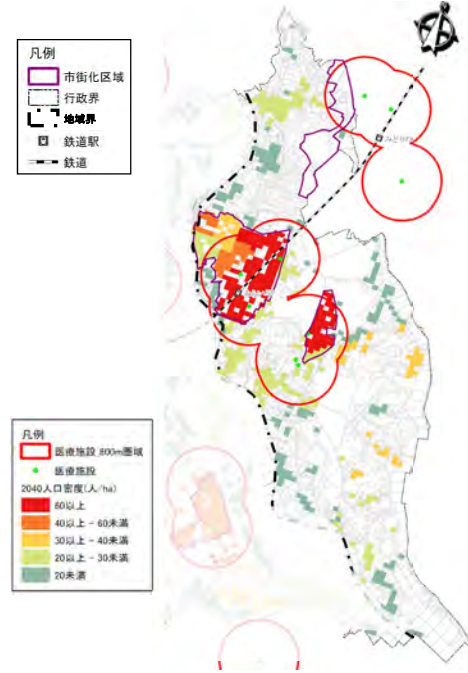 凡例
市街化区域
行政界
地域界
鉄道駅
鉄道
凡例
医療施設_800m圏域
医療施設
2040人口密度(人/ha)
60以上
40以上 - 60未満
30以上 - 40未満
20以上 - 30未満
20未満